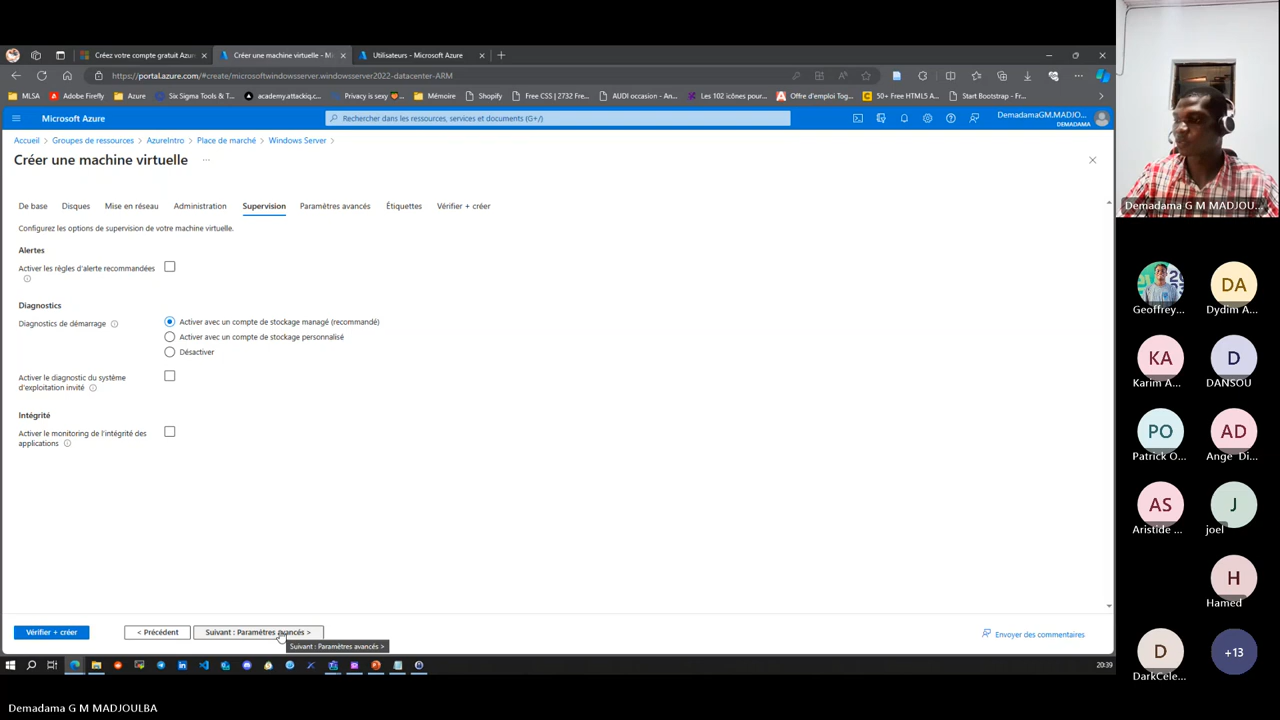 Créez votre compte gratuit Azur
Créer une machine virtuelle - Mi
Utilisateurs - Microsoft Azure
https://portal.azure.com/#create/microsoftwindowsserver.windowsserver2022-datacenter-ARM
MLSA
Adobe Firefly
Azure
Six Sigma Tools & T...
academy.attackiq.c...
Privacy is sexy
Mémoire
Shopify
Free CSS | 2732 Free...
AUDI occasion - An...
Les 102 icônes pour...
Offre d'emploi Tog...
50+ Free HTML5 A...
Start Bootstrap - Fr...
Microsoft Azure
Rechercher dans les ressources, services et documents (G+/)
DemadamaGM.MADJO...
DEMADAMA
Accueil > Groupes de ressources > AzureIntro > Place de marché > Windows Server >
Créer une machine virtuelle ...
De base
Disques
Mise en réseau
Administration
Supervision
Paramètres avancés
Étiquettes
Vérifier + créer
Configurez les options de supervision de votre machine virtuelle.
Alertes
Activer les règles d'alerte recommandées
Diagnostics
Diagnostics de démarrage
Activer avec un compte de stockage managé (recommandé)
Activer avec un compte de stockage personnalisé
Désactiver
Activer le diagnostic du système
d'exploitation invité
Intégrité
Activer le monitoring de l'intégrité des
applications
Vérifier + créer
< Précédent
Suivant : Paramètres avancés >
Suivant : Paramètres avancés >
Envoyer des commentaires
20:39
Demadama G M MADJOU...
Geoffrey...
DA
Dydim A...
KA
Karim A...
D
DANSOU
PO
Patrick O...
AD
Ange Di...
AS
Aristide ...
J
joel
H
Hamed
D
DarkCele...
+13
Demadama G M MADJOULBA